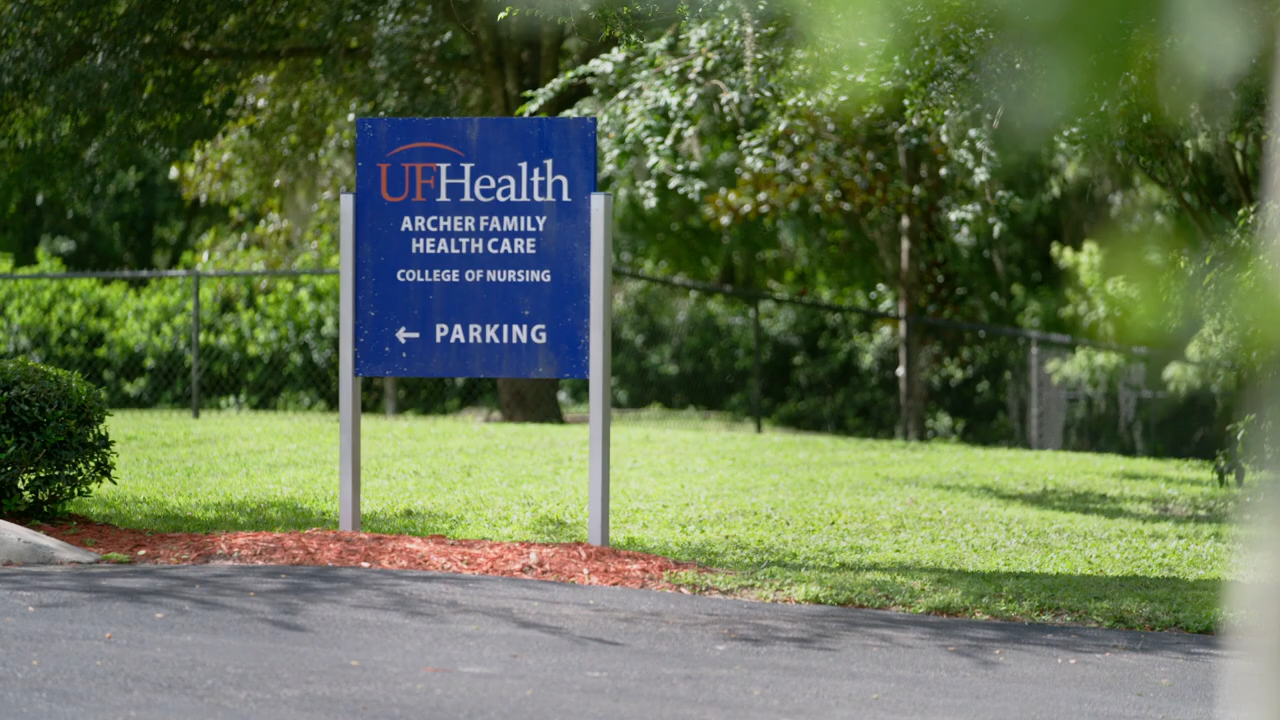 UFHealth
ARCHER FAMILY
HEALTH CARE
COLLEGE OF NURSING
← PARKING